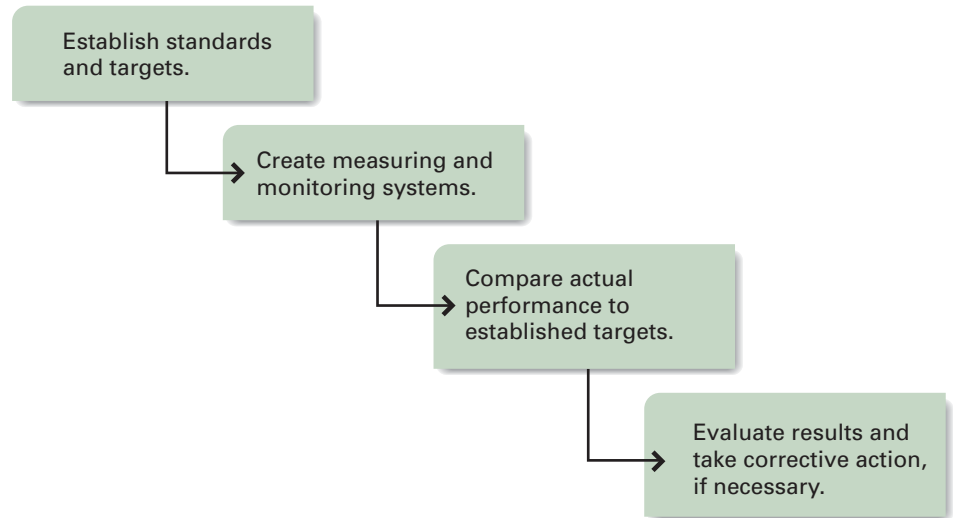 Establish standards
and targets.
Create measuring and
monitoring systems.
Compare actual
performance to
established targets.
Evaluate results and
take corrective action,
if necessary.